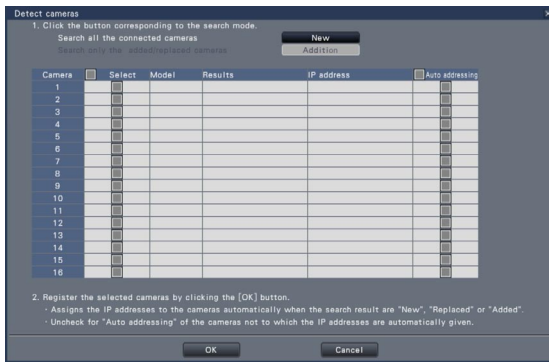 Detect cameras
1. Click the button corresponding to the search mode.
Search all the connected cameras New
Search only the added/replaced cameras Addition
Camera Select Model Results IP address Auto addressing
1
2
3
4
5
6
7
8
9
10
11
12
13
14
15
16
2. Register the selected cameras by clicking the [OK] button.
· Assigns the IP addresses to the cameras automatically when the search result are "New", "Replaced" or "Added".
· Uncheck for "Auto addressing" of the cameras not to which the IP addresses are automatically given.
OK Cancel